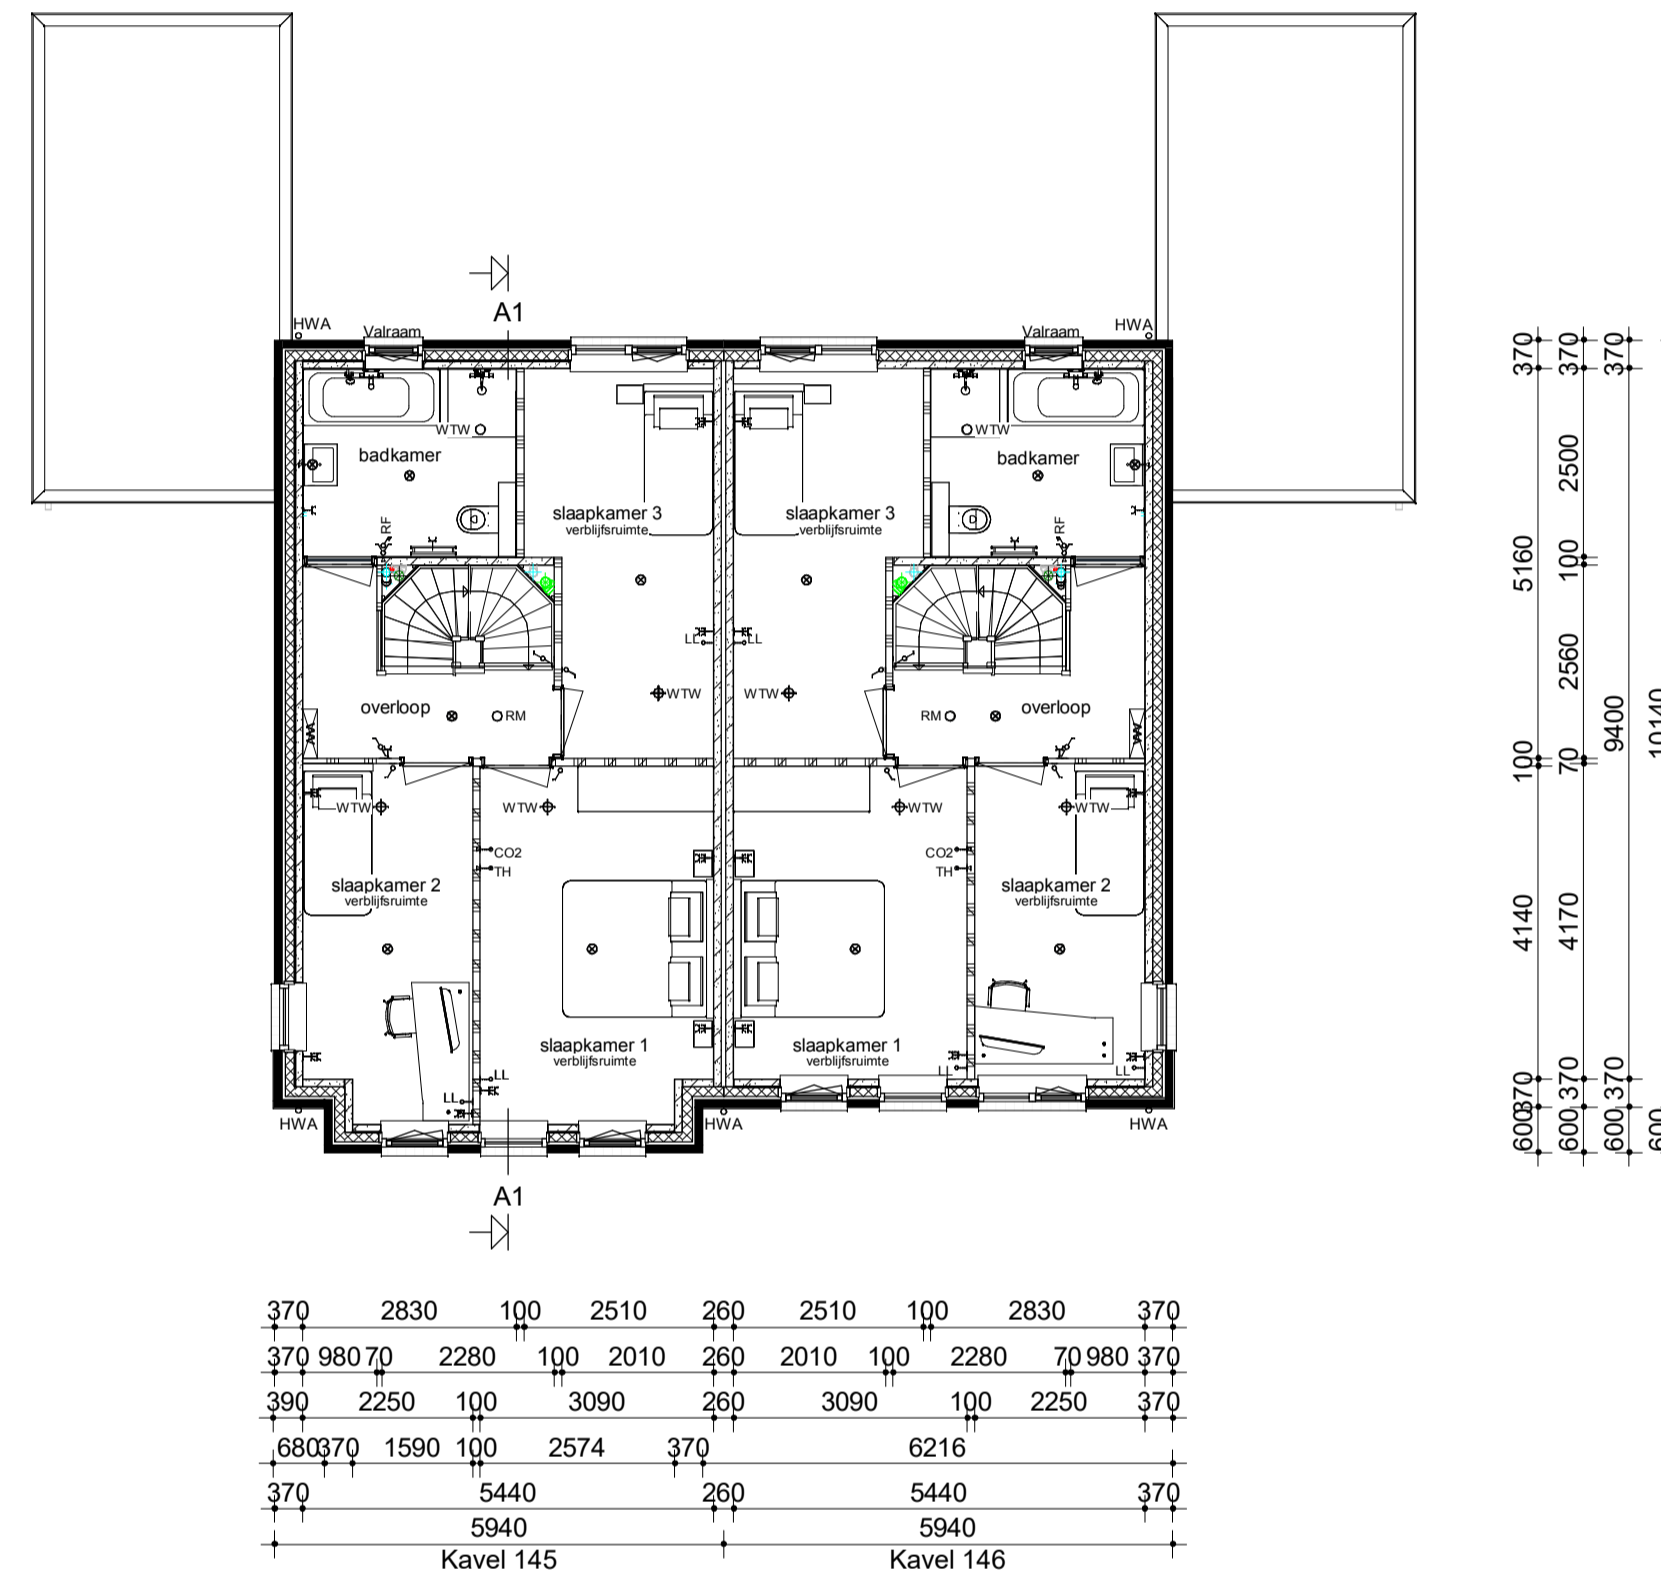 A1
HWA
Valraam
Valraam
HWA
WTW
WTW
badkamer
badkamer
slaapkamer 3
verblijfsruimte
slaapkamer 3
verblijfsruimte
RF
RF
LL
LL
WTW
WTW
overloop
RM
RM
overloop
WTW
WTW
WTW
WTW
CO2
TH
CO2
TH
slaapkamer 2
verblijfsruimte
slaapkamer 2
verblijfsruimte
slaapkamer 1
verblijfsruimte
slaapkamer 1
verblijfsruimte
LL
LL
LL
LL
HWA
HWA
HWA
A1
370 2830 100 2510 260 2510 100 2830 370
370 980 70 2280 100 2010 260 2010 100 2280 70 980 370
390 2250 100 3090 260 3090 100 2250 370
680 370 1590 100 2574 370 6216
370 5440 260 5440 370
5940 5940
Kavel 145 Kavel 146
370 5160 100 4140 370 600
370 2500 100 2560 70 4170 370 600
370 9400 370 600
10140 600